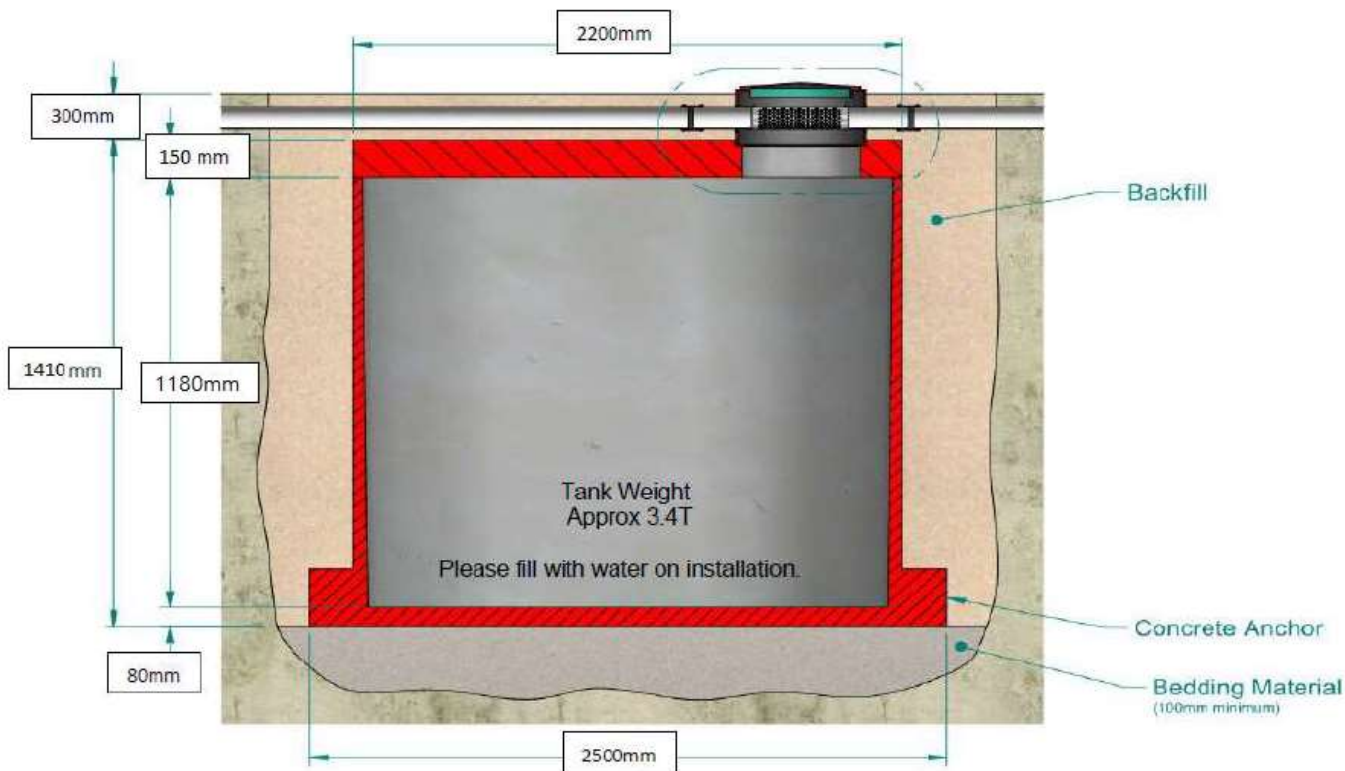 2200mm
300mm
150 mm
Backfill
1410 mm
1180mm
Tank Weight
Approx 3.4T
Please fill with water on installation.
Concrete Anchor
80mm
Bedding Material
(100mm minimum)
2500mm